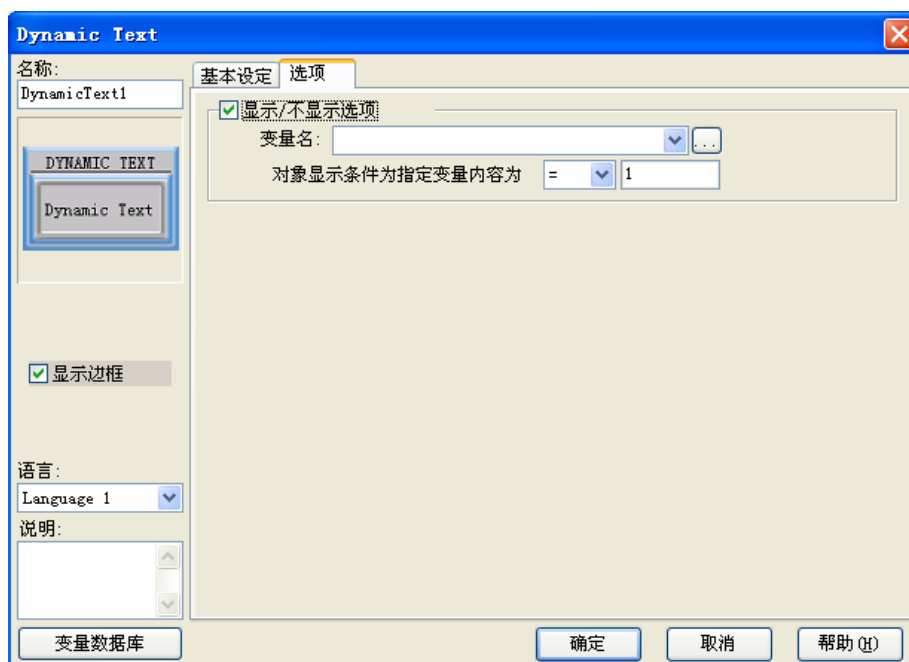 Dynamic Text
名称:
DynamicText1
DYNAMIC TEXT
Dynamic Text
显示边框
语言:
Language 1
说明:
变量数据库
基本设定 选项
显示/不显示选项
变量名: ...
对象显示条件为指定变量内容为 = 1
确定 取消 帮助(H)